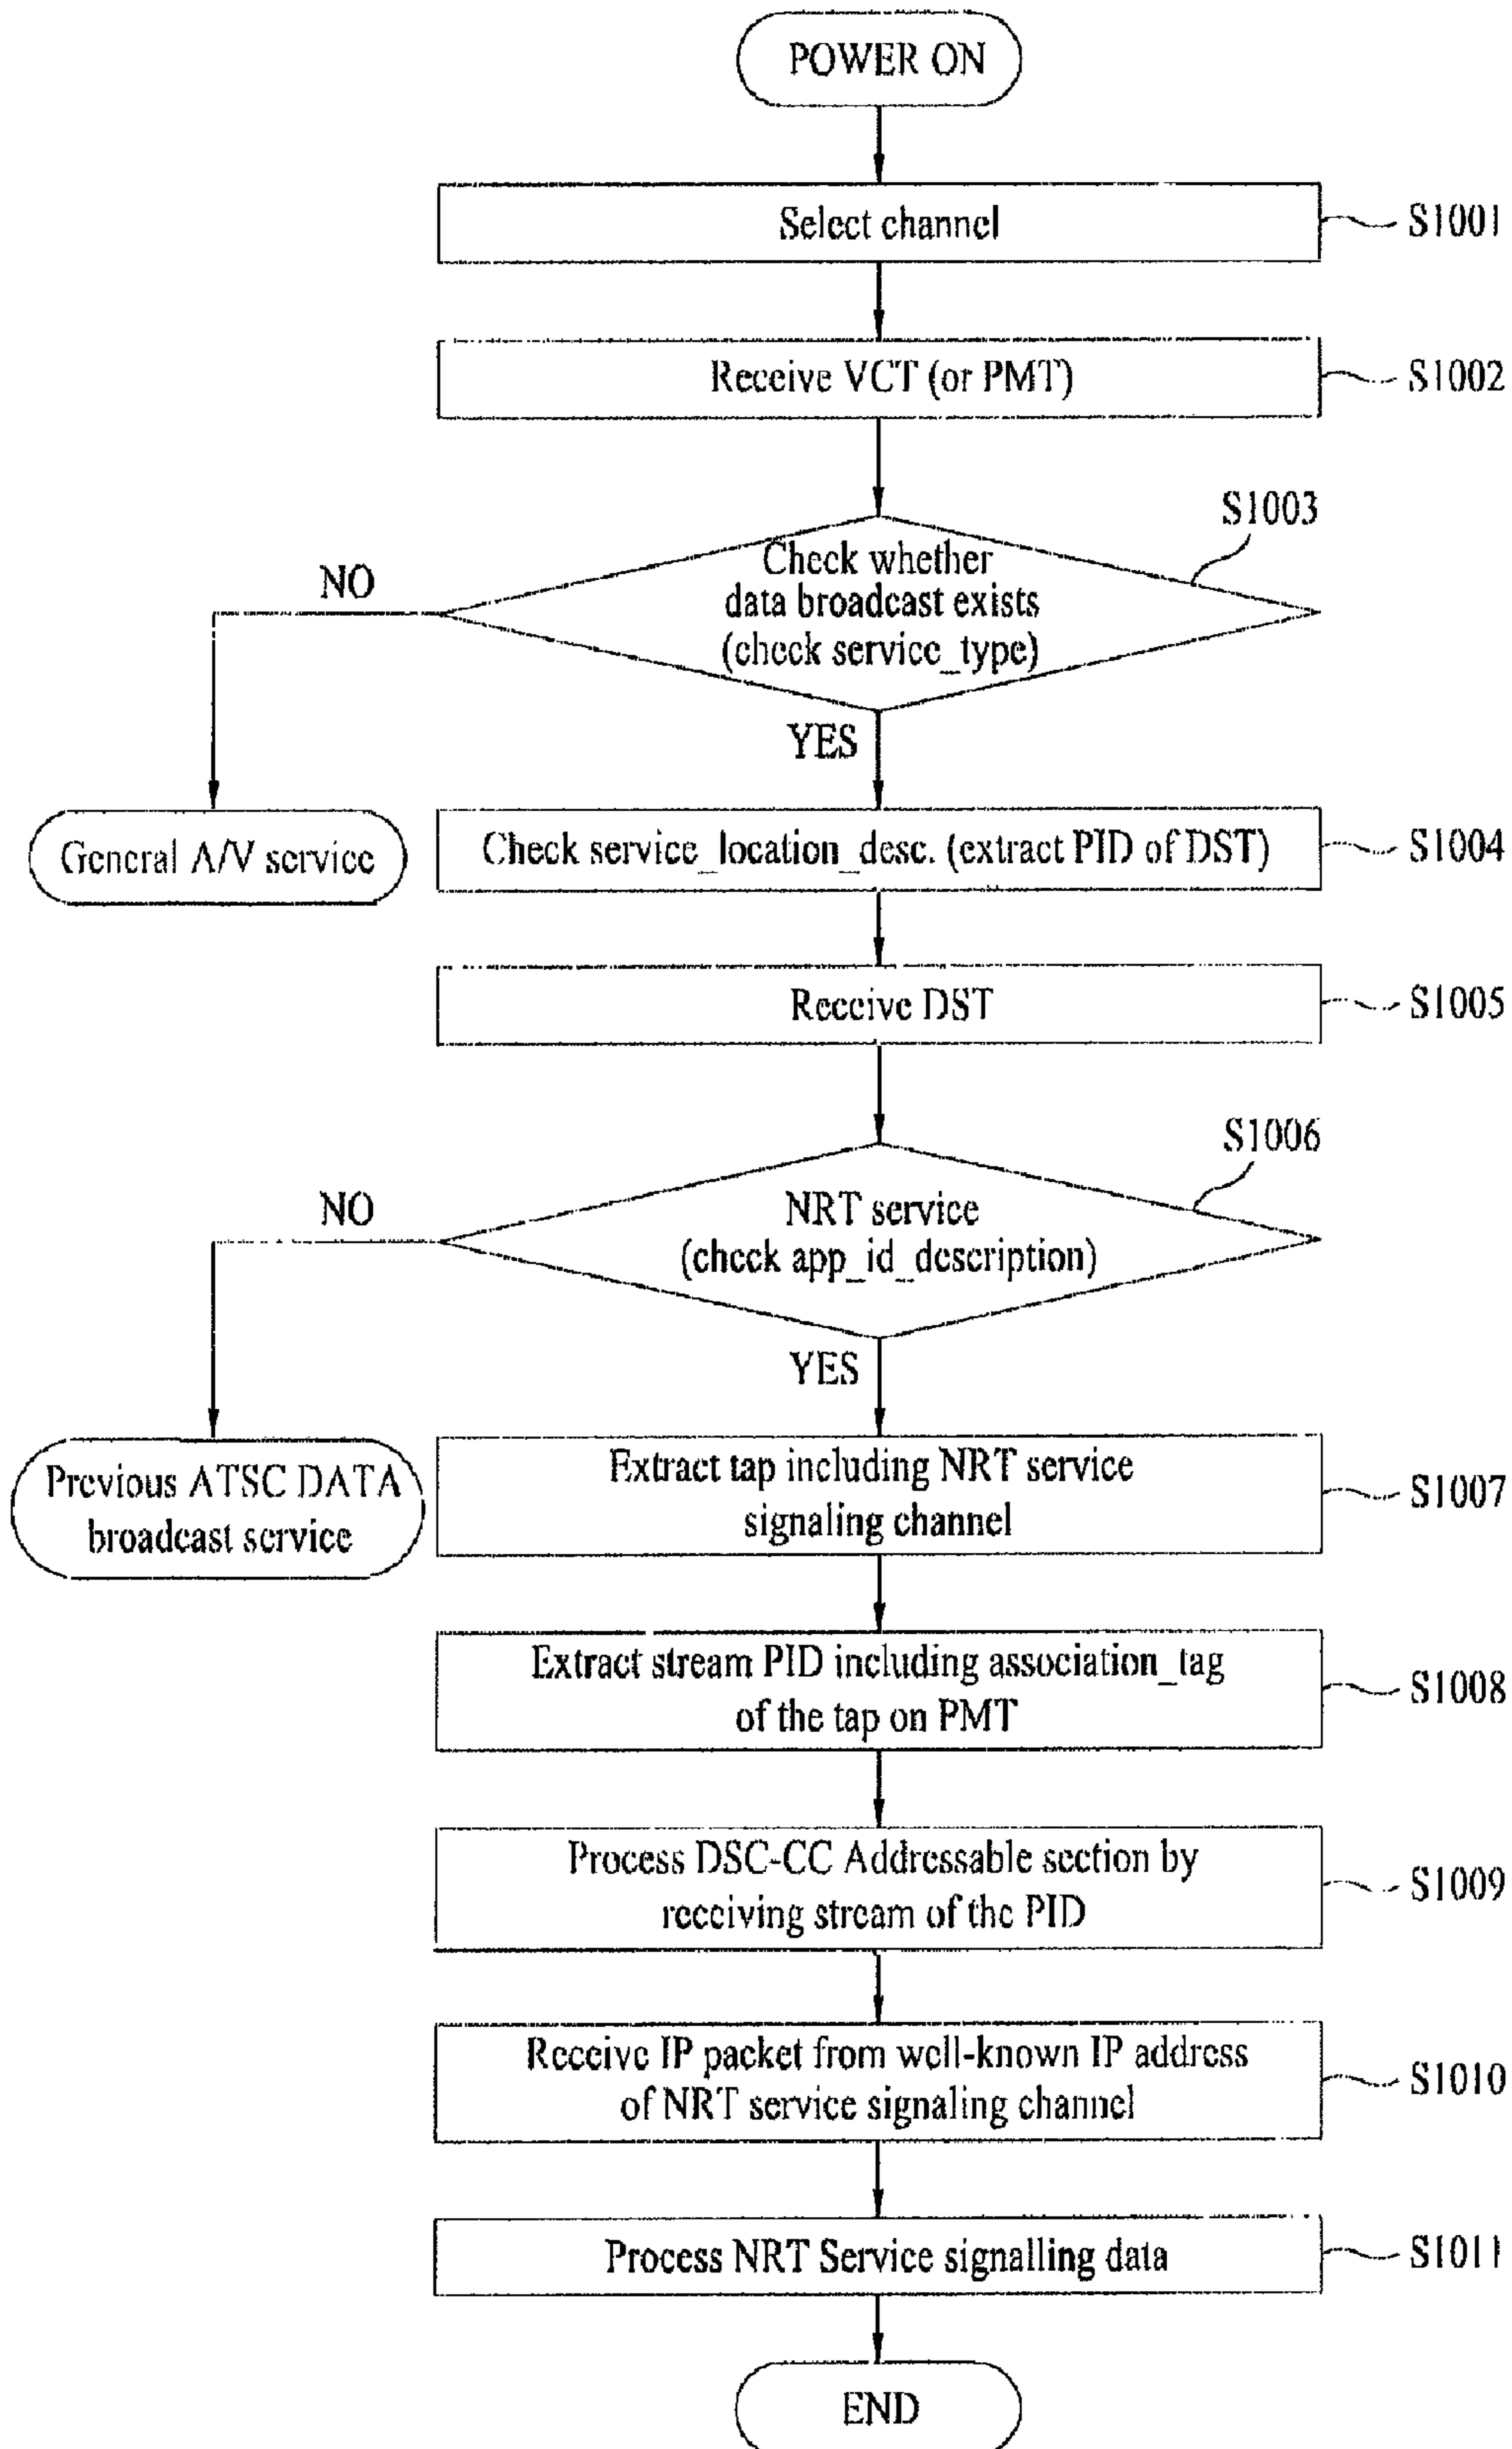 POWER ON
Select channel
S1001
Receive VCT (or PMT)
S1002
S1003
Check whether
data broadcast exists
(check service_type)
NO
YES
General A/V service
Check service_location_desc. (extract PID of DST)
S1004
Receive DST
S1005
S1006
NRT service
(check app_id_description)
NO
YES
Previous ATSC DATA
broadcast service
Extract tap including NRT service
signaling channel
S1007
Extract stream PID including association_tag
of the tap on PMT
S1008
Process DSC-CC Addressable section by
receiving stream of the PID
S1009
Receive IP packet from well-known IP address
of NRT service signaling channel
S1010
Process NRT Service signalling data
S1011
END